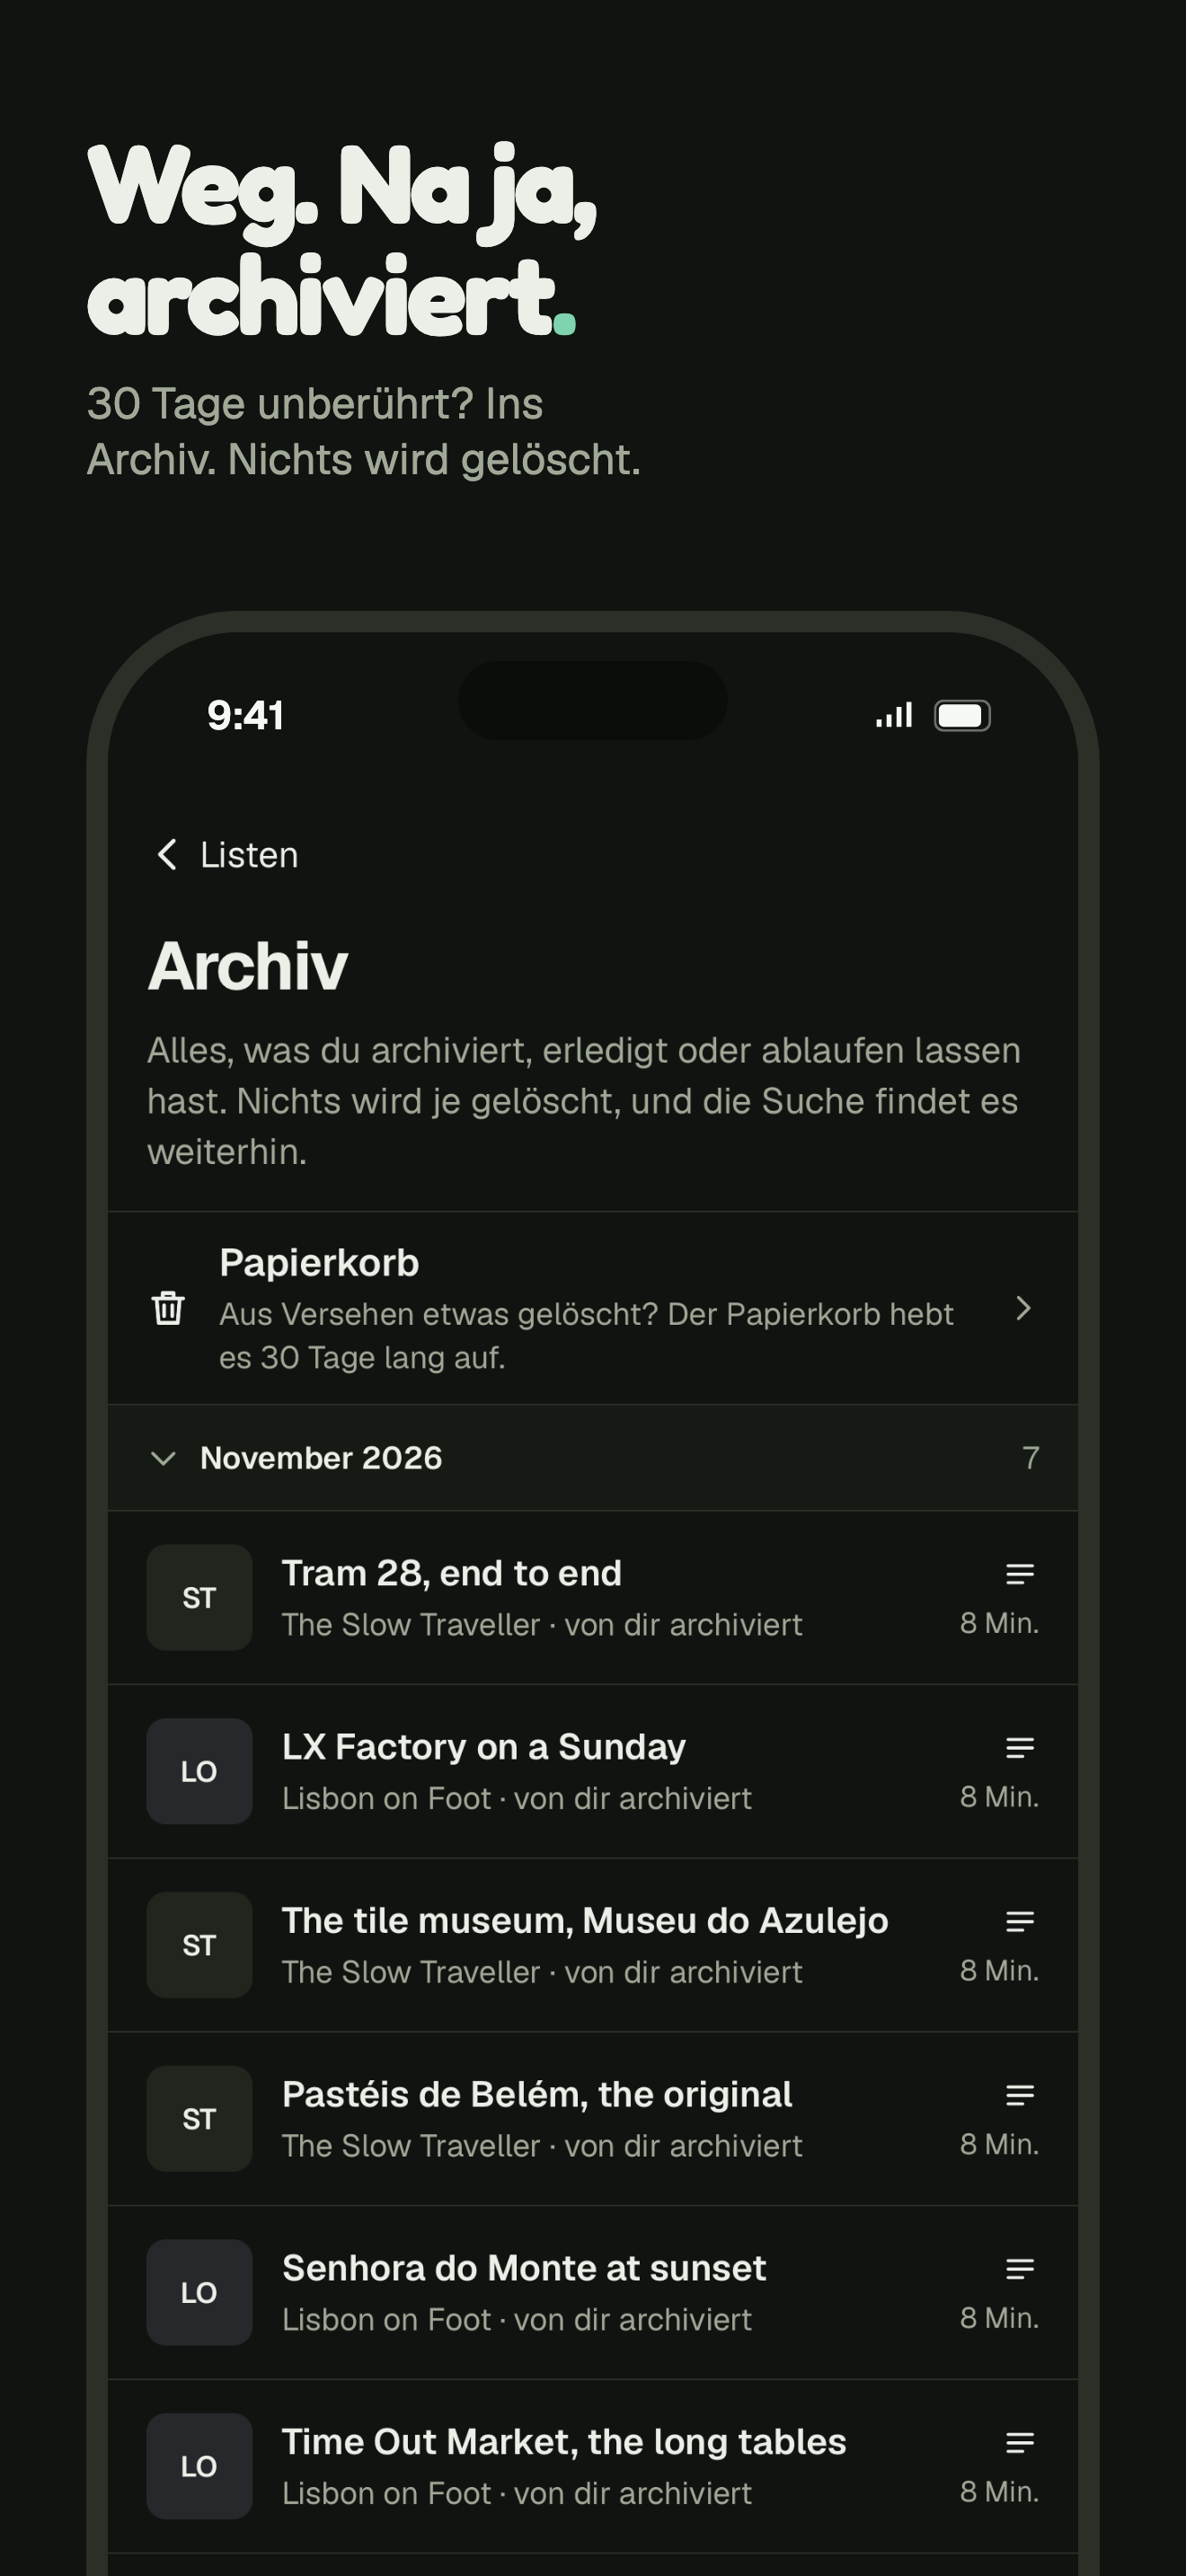 Weg. Na ja,
archiviert.
30 Tage unberührt? Ins
Archiv. Nichts wird gelöscht.
9:41
Listen
Archiv
Alles, was du archiviert, erledigt oder ablaufen lassen
hast. Nichts wird je gelöscht, und die Suche findet es
weiterhin.
Papierkorb
Aus Versehen etwas gelöscht? Der Papierkorb hebt
es 30 Tage lang auf.
November 2026 7
ST
Tram 28, end to end
The Slow Traveller · von dir archiviert
8 Min.
LO
LX Factory on a Sunday
Lisbon on Foot · von dir archiviert
8 Min.
ST
The tile museum, Museu do Azulejo
The Slow Traveller · von dir archiviert
8 Min.
ST
Pastéis de Belém, the original
The Slow Traveller · von dir archiviert
8 Min.
LO
Senhora do Monte at sunset
Lisbon on Foot · von dir archiviert
8 Min.
LO
Time Out Market, the long tables
Lisbon on Foot · von dir archiviert
8 Min.